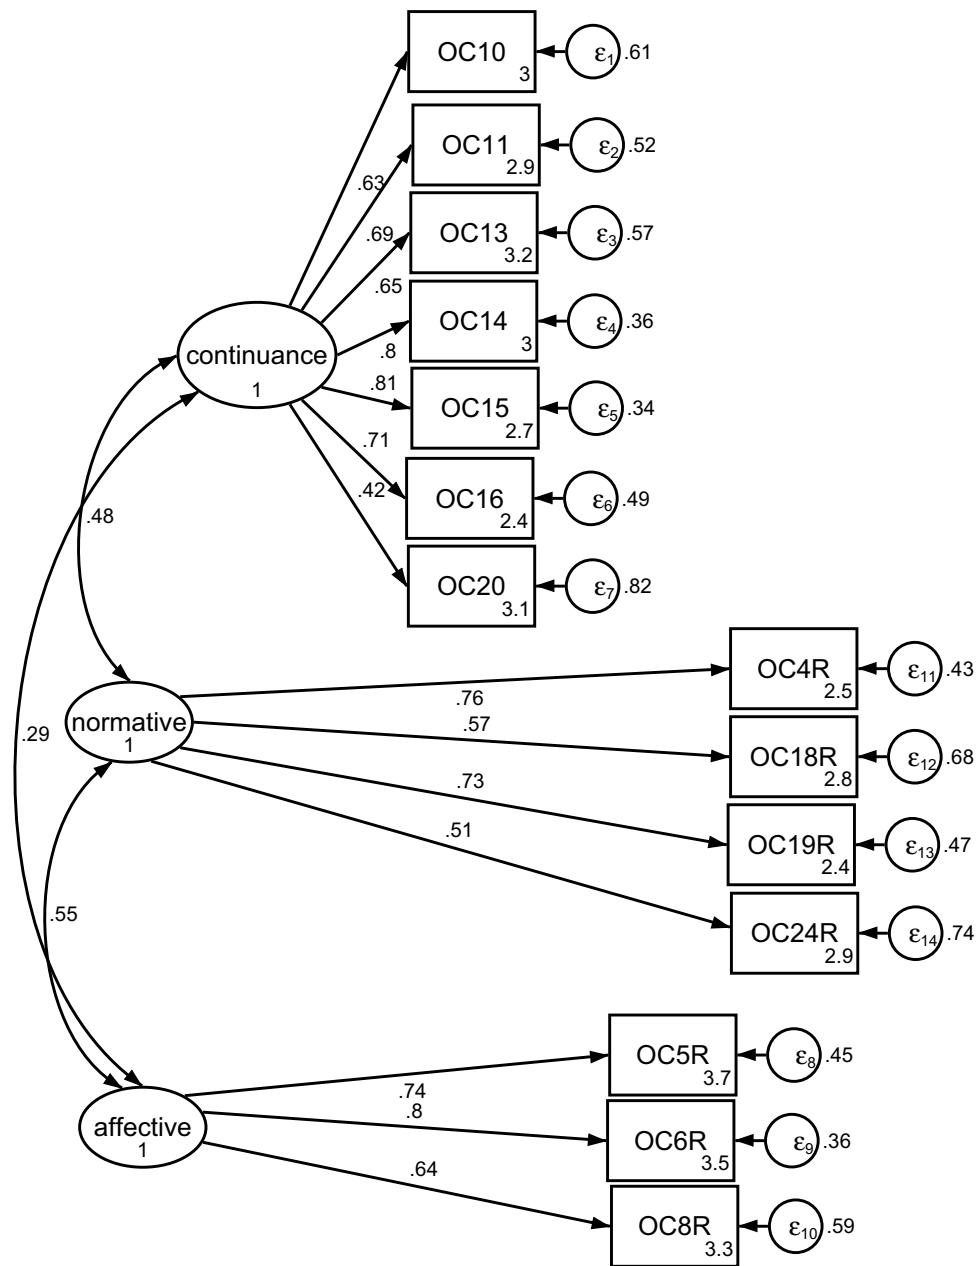 OC10
3
ε1 .61
OC11
2.9
ε2 .52
.63
OC13
3.2
ε3 .57
.69
.65
OC14
3
ε4 .36
continuance
1
.8
OC15
2.7
ε5 .34
.81
.71
OC16
2.4
ε6 .49
.42
.48
OC20
3.1
ε7 .82
OC4R
2.5
ε11 .43
.76
normative
1
.57
OC18R
2.8
ε12 .68
.29
.73
OC19R
2.4
ε13 .47
.51
OC24R
2.9
ε14 .74
.55
OC5R
3.7
ε8 .45
.74
affective
1
.8
OC6R
3.5
ε9 .36
.64
OC8R
3.3
ε10 .59